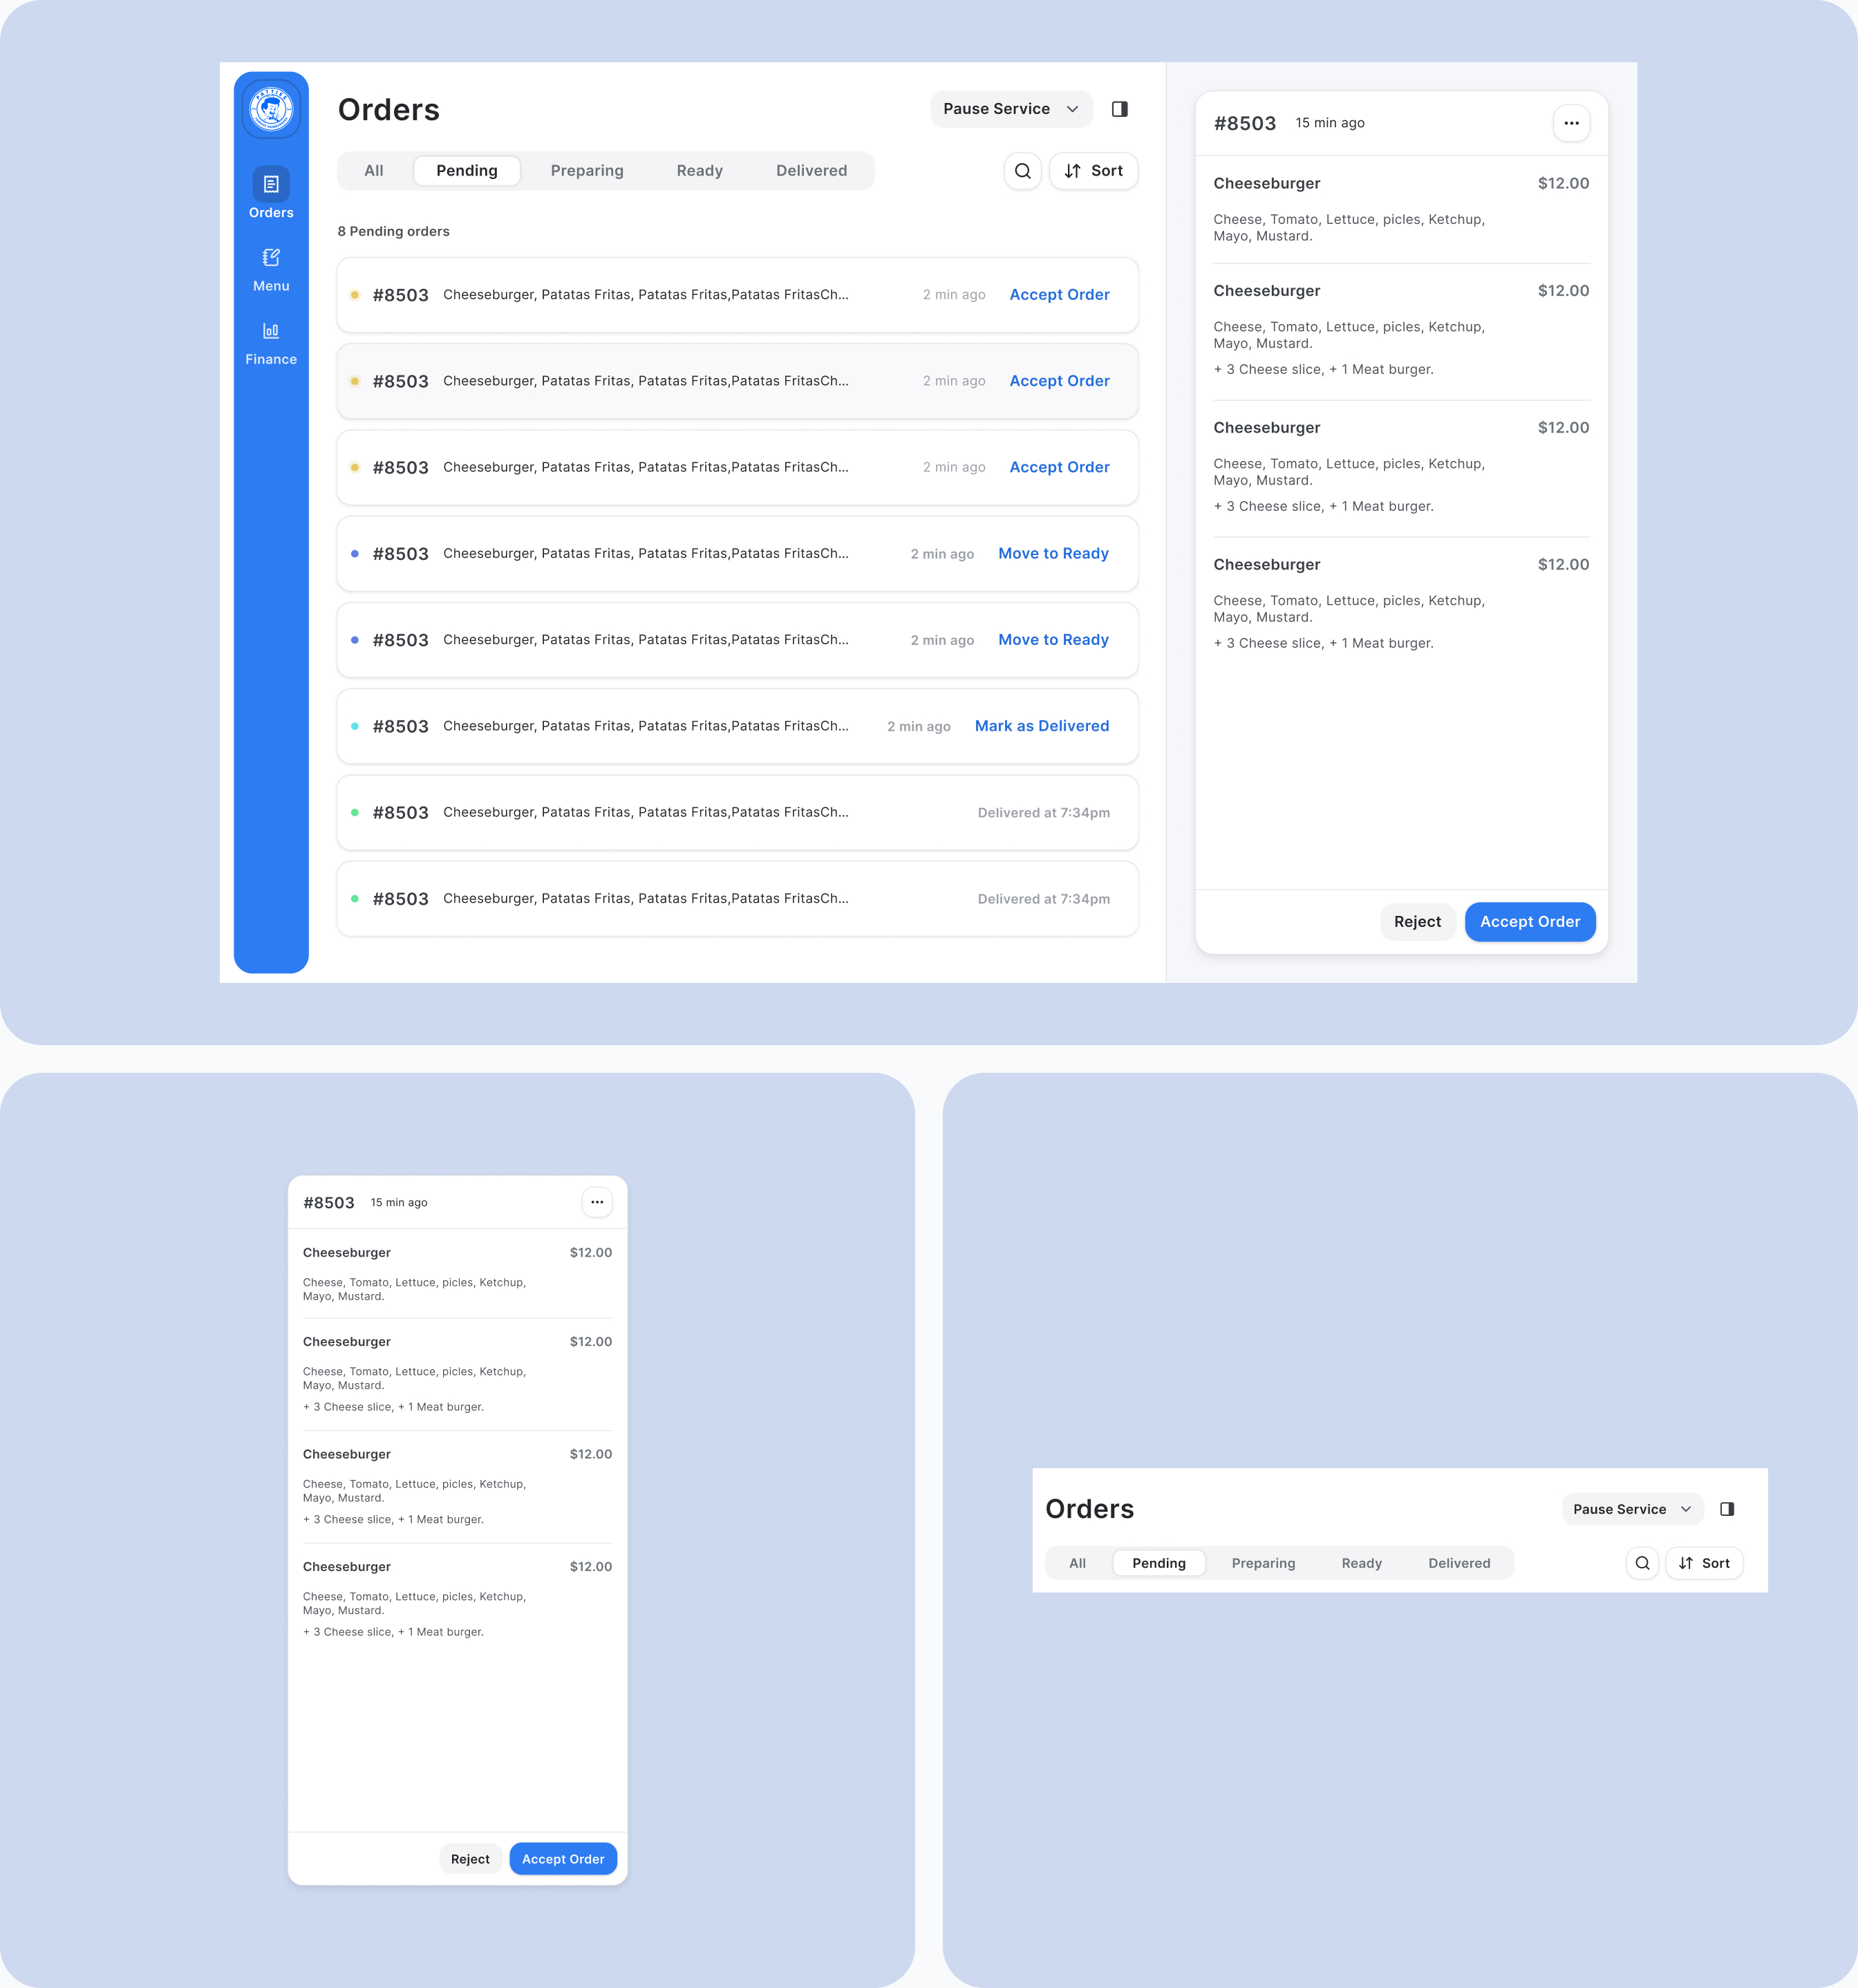 PATTIES
Orders
Menu
Finance
Orders
Pause Service
All Pending Preparing Ready Delivered
Sort
8 Pending orders
#8503 Cheeseburger, Patatas Fritas, Patatas Fritas,Patatas FritasCh... 2 min ago Accept Order
#8503 Cheeseburger, Patatas Fritas, Patatas Fritas,Patatas FritasCh... 2 min ago Accept Order
#8503 Cheeseburger, Patatas Fritas, Patatas Fritas,Patatas FritasCh... 2 min ago Accept Order
#8503 Cheeseburger, Patatas Fritas, Patatas Fritas,Patatas FritasCh... 2 min ago Move to Ready
#8503 Cheeseburger, Patatas Fritas, Patatas Fritas,Patatas FritasCh... 2 min ago Move to Ready
#8503 Cheeseburger, Patatas Fritas, Patatas Fritas,Patatas FritasCh... 2 min ago Mark as Delivered
#8503 Cheeseburger, Patatas Fritas, Patatas Fritas,Patatas FritasCh... Delivered at 7:34pm
#8503 Cheeseburger, Patatas Fritas, Patatas Fritas,Patatas FritasCh... Delivered at 7:34pm
#8503 15 min ago
Cheeseburger $12.00
Cheese, Tomato, Lettuce, picles, Ketchup,
Mayo, Mustard.
Cheeseburger $12.00
Cheese, Tomato, Lettuce, picles, Ketchup,
Mayo, Mustard.
+ 3 Cheese slice, + 1 Meat burger.
Cheeseburger $12.00
Cheese, Tomato, Lettuce, picles, Ketchup,
Mayo, Mustard.
+ 3 Cheese slice, + 1 Meat burger.
Cheeseburger $12.00
Cheese, Tomato, Lettuce, picles, Ketchup,
Mayo, Mustard.
+ 3 Cheese slice, + 1 Meat burger.
Reject Accept Order
#8503 15 min ago
Cheeseburger $12.00
Cheese, Tomato, Lettuce, picles, Ketchup,
Mayo, Mustard.
Cheeseburger $12.00
Cheese, Tomato, Lettuce, picles, Ketchup,
Mayo, Mustard.
+ 3 Cheese slice, + 1 Meat burger.
Cheeseburger $12.00
Cheese, Tomato, Lettuce, picles, Ketchup,
Mayo, Mustard.
+ 3 Cheese slice, + 1 Meat burger.
Cheeseburger $12.00
Cheese, Tomato, Lettuce, picles, Ketchup,
Mayo, Mustard.
+ 3 Cheese slice, + 1 Meat burger.
Reject Accept Order
Orders
Pause Service
All Pending Preparing Ready Delivered
Sort